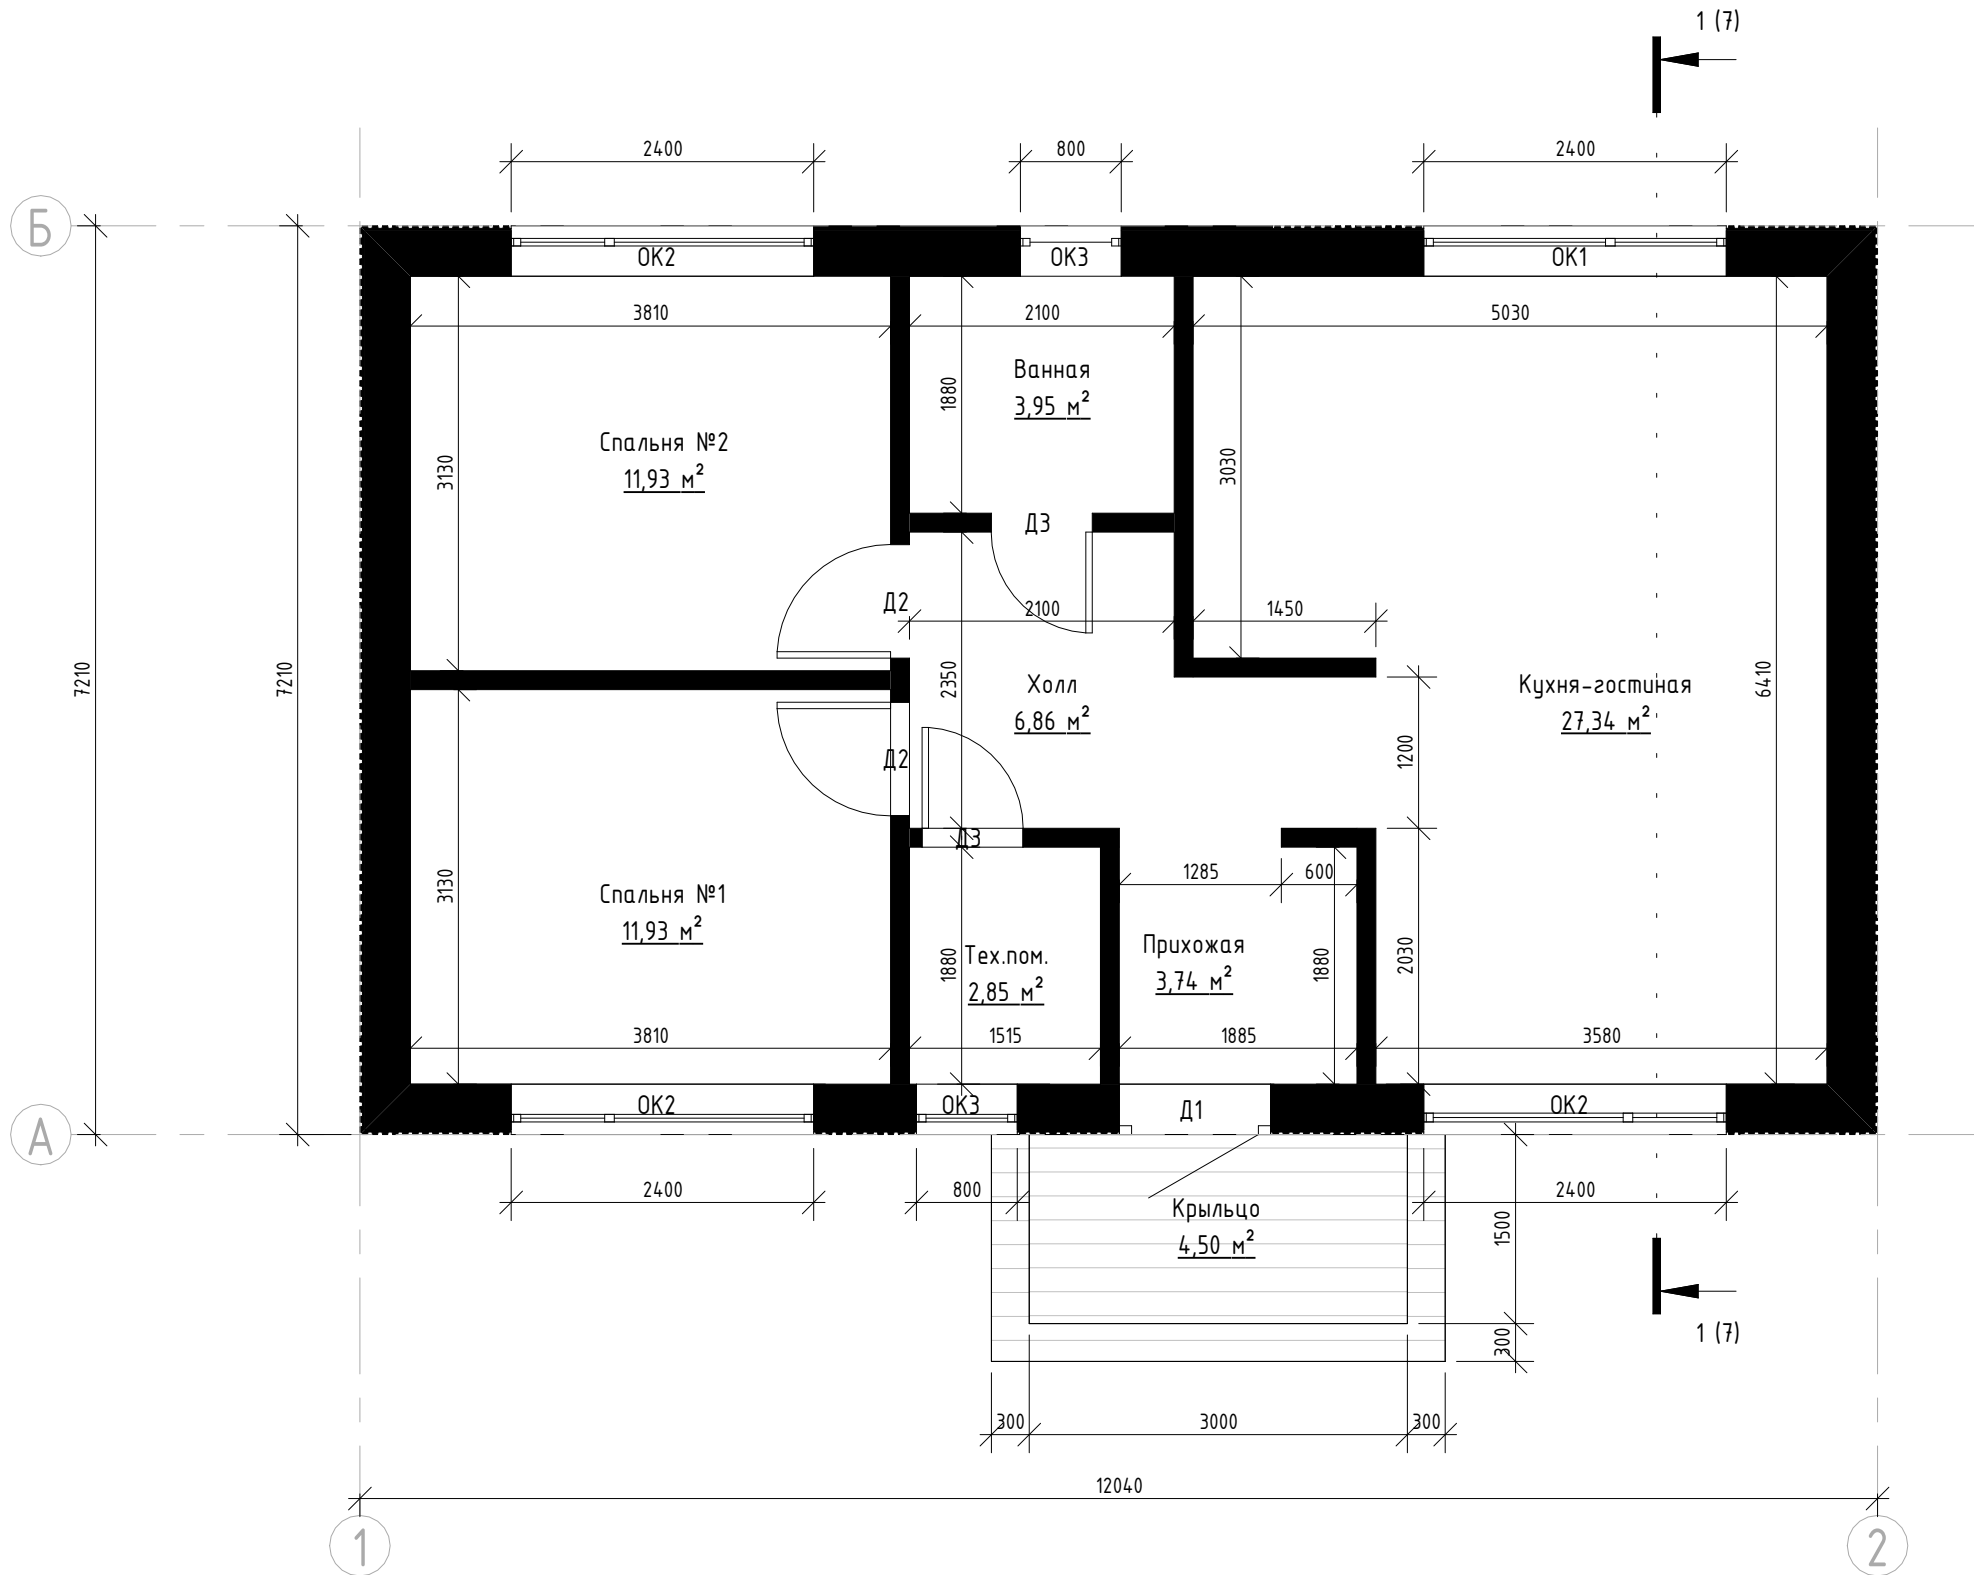 1 (7)
2400
800
2400
Б
ОК2
ОК3
ОК1
3810
2100
5030
Ванная
3,95 м²
1880
Спальня №2
11,93 м²
3130
3030
Д3
Д2
2100
1450
7210
7210
2350
Холл
6,86 м²
Кухня-гостиная
27,34 м²
6410
1200
Д2
Д3
1285
600
Спальня №1
11,93 м²
3130
1880
Тех.пом.
2,85 м²
Прихожая
3,74 м²
1880
2030
3810
1515
1885
3580
ОК2
ОК3
Д1
ОК2
А
2400
800
2400
Крыльцо
4,50 м²
1500
300
1 (7)
300
3000
300
12040
1
2